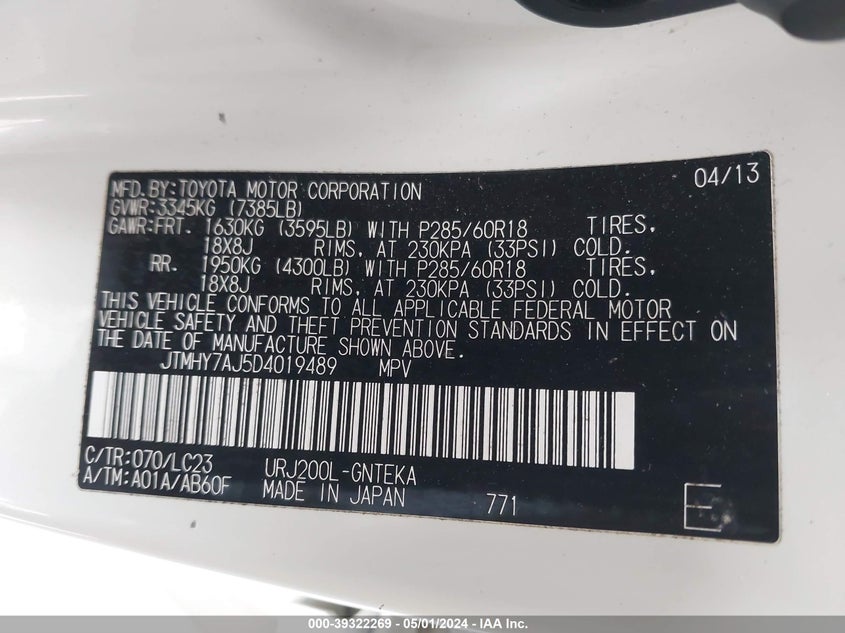 MFD.BY:TOYOTA MOTOR CORPORATION 04/13
GVWR:3345KG (7385LB)
GAWR:FRT. 1630KG (3595LB) WITH P285/60R18 TIRES,
18X8J RIMS, AT 230KPA (33PSI) COLD.
RR. 1950KG (4300LB) WITH P285/60R18 TIRES,
18X8J RIMS, AT 230KPA (33PSI) COLD.
THIS VEHICLE CONFORMS TO ALL APPLICABLE FEDERAL MOTOR
VEHICLE SAFETY AND THEFT PREVENTION STANDARDS IN EFFECT ON
THE DATE OF MANUFACTURE SHOWN ABOVE.
JTMHY7AJ5D4019489 MPV
C/TR:070/LC23 URJ200L-GNTEKA
A/TM:A01A/AB60F MADE IN JAPAN 771 E
000-39322269 - 05/01/2024 - IAA Inc.